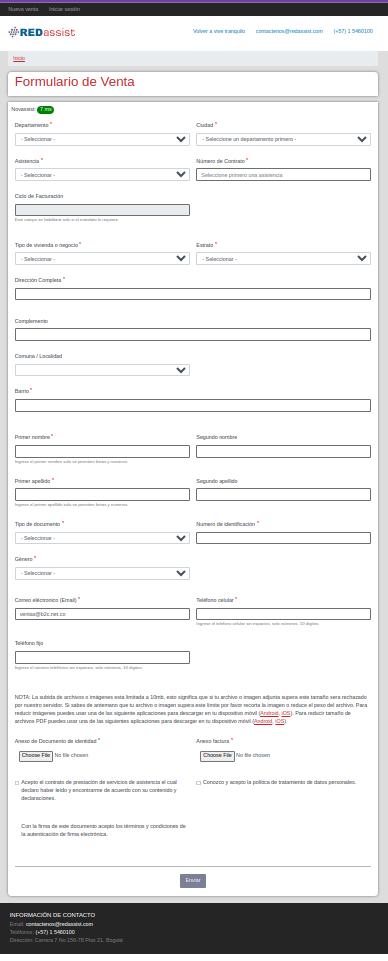 Nueva venta Iniciar sesión
REDassist Volver a vive tranquilo contactenos@redassist.com (+57) 1 5460100
Inicio
Formulario de Venta
Novassist: 7 ms
Departamento * Ciudad *
- Seleccionar - - Seleccione un departamento primero -
Asistencia * Número de Contrato *
- Seleccionar - Seleccione primero una asistencia
Ciclo de Facturación
Este campo se habilitará solo si el mandato lo requiere.
Tipo de vivienda o negocio * Estrato *
- Seleccionar - - Seleccionar -
Dirección Completa *
Complemento
Comuna / Localidad
Barrio *
Primer nombre * Segundo nombre
Ingrese el primer nombre solo se permiten letras y números.
Primer apellido * Segundo apellido
Ingrese el primer apellido solo se permiten letras y números.
Tipo de documento * Numero de identificación *
- Seleccionar -
Género *
- Seleccionar -
Correo eléctronico (Email) * Teléfono celular *
ventas@b2c.net.co
Ingrese el telefono celular sin espacios, solo números, 10 dígitos.
Teléfono fijo
Ingrese el número telefónico sin espacios, solo números, 10 dígitos.
NOTA: La subida de archivos o imágenes esta limitada a 10mb, esto significa que si tu archivo o imagen adjunta supera este tamaño sera rechazado
por nuestro servidor. Si sabes de antemano que tu archivo o imagen supera este limite por favor recorta la imagen o reduce el peso del archivo. Para
reducir imágenes puedes usar una de las siguiente aplicaciones para descargar en tu dispositivo móvil (Android, iOS). Para reducir tamaño de
archivos PDF puedes usar una de las siguientes aplicaciones para descargar en tu dispositivo móvil (Android, iOS).
Anexo de Documento de identidad * Anexo factura *
Choose File No file chosen Choose File No file chosen
Acepto el contrato de prestación de servicios de asistencia el cual Conozco y acepto la política de tratamiento de datos personales.
declaro haber leído y encontrarme de acuerdo con su contenido y
declaraciones.
Con la firma de este documento acepto los términos y condiciones de
la autenticación de firma electrónica.
Enviar
INFORMACIÓN DE CONTACTO
Email: contactenos@redassist.com
Teléfonos: (+57) 1 5460100
Dirección: Carrera 7 No 156-78 Piso 31, Bogotá